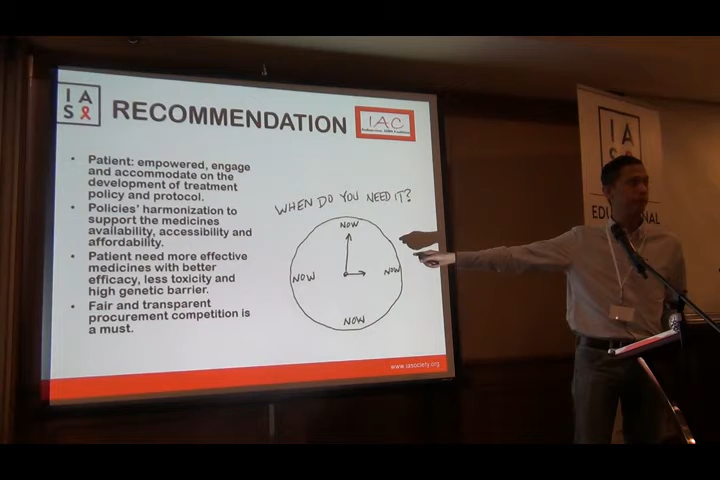 I A
S
RECOMMENDATION
IAC
Indonesian AIDS Coalition
• Patient: empowered, engage
and accommodate on the
development of treatment
policy and protocol.
• Policies' harmonization to
support the medicines
availability, accessibility and
affordability.
• Patient need more effective
medicines with better
efficacy, less toxicity and
high genetic barrier.
• Fair and transparent
procurement competition is
a must.
WHEN DO YOU NEED IT?
NOW
NOW
NOW
NOW
www.iasociety.org
I A
S